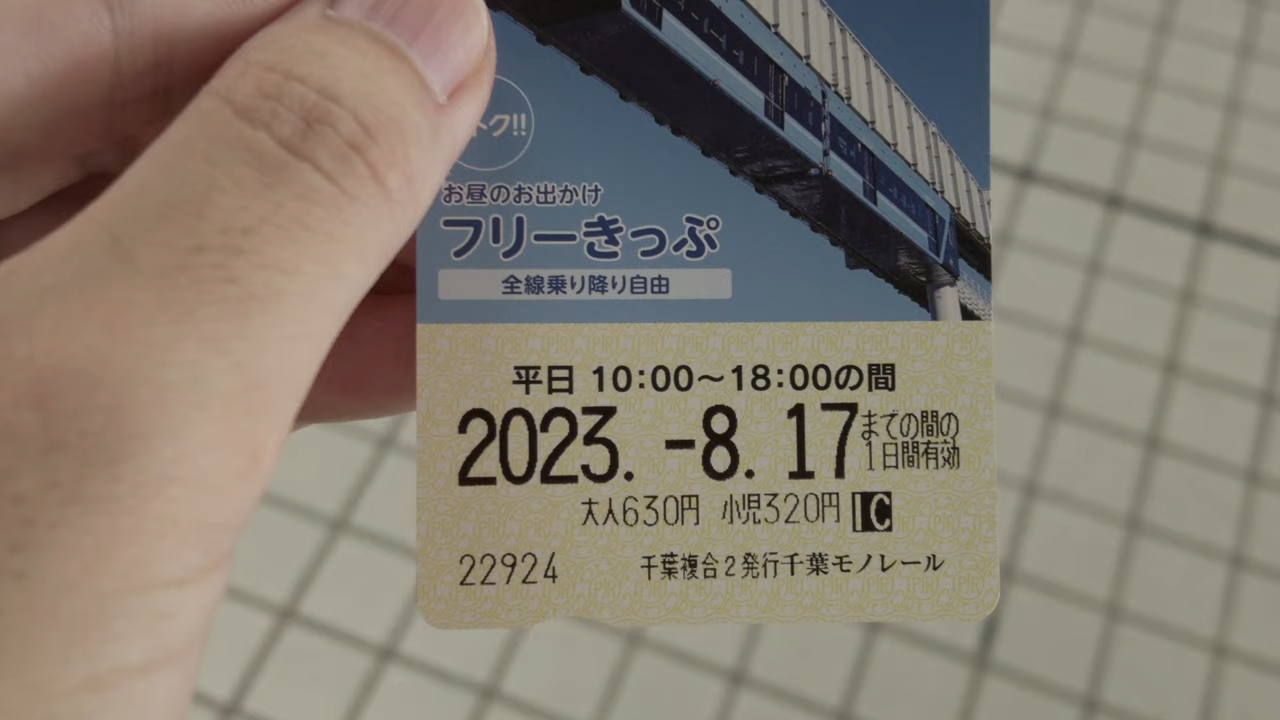 トク!!
お昼のお出かけ
フリーきっぷ
全線乗り降り自由
平日 10:00〜18:00の間
2023. -8. 17までの間の
1日間有効
大人630円 小児320円 IC
22924 千葉複合2発行千葉モノレール